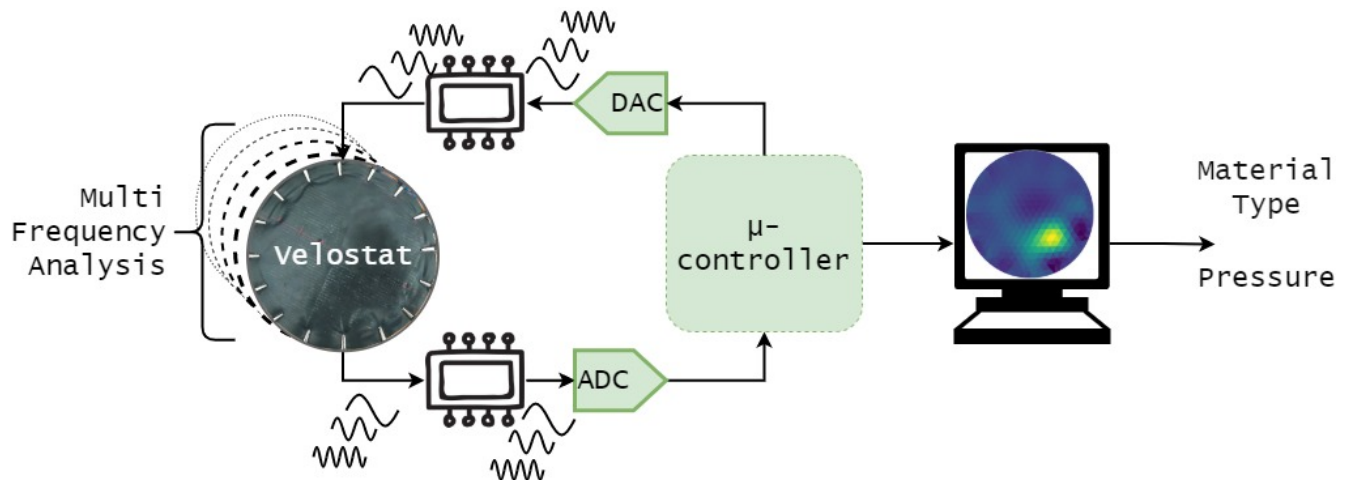 Multi
Frequency
Analysis
Velostat
DAC
ADC
μ-
controller
Material
Type
Pressure